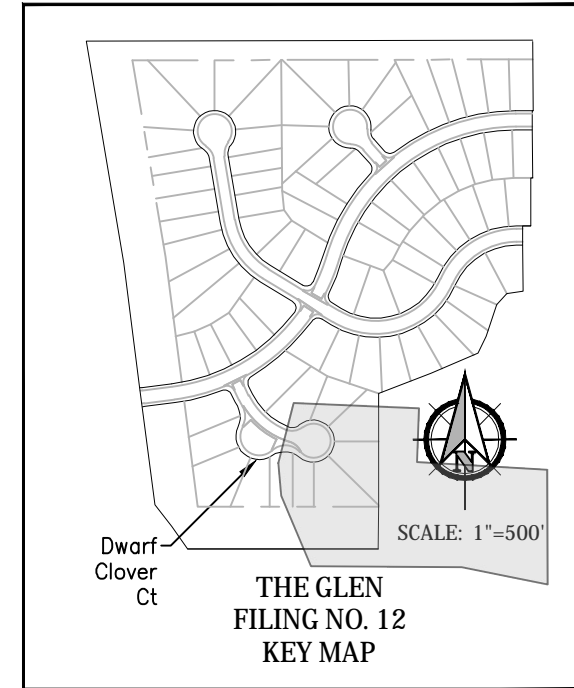 N
SCALE: 1"=500'
Dwarf
Clover
Ct
THE GLEN
FILING NO. 12
KEY MAP